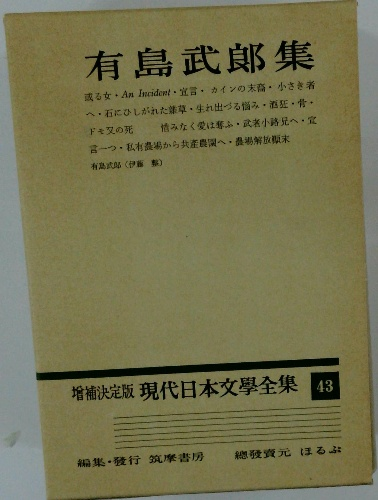 有島武郎集
或る女・An Incident・宣言・カインの末裔・小さき者
へ・石にひしがれた雜草・生れ出づる惱み・酒狂・骨・
ドモ又の死　惜みなく愛は奪ふ・武者小路兄へ・宣
言一つ・私有農場から共產農園へ・農場解放顚末
有島武郎（伊藤 整）
增補決定版 現代日本文學全集 43
編集・發行 筑摩書房　總發賣元 ほるぷ